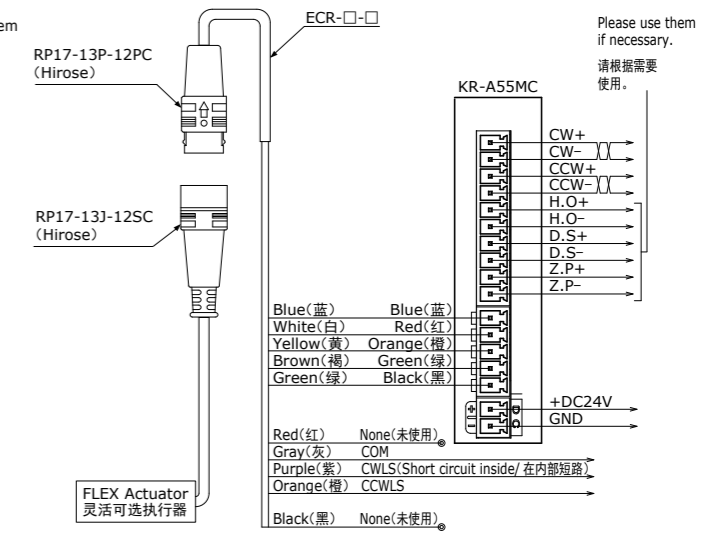 em
ECR-□-□
Please use them
if necessary.
请根据需要
使用。
RP17-13P-12PC
(Hirose)
KR-A55MC
CW+
CW−
CCW+
CCW−
H.O+
H.O−
D.S+
D.S−
Z.P+
Z.P−
RP17-13J-12SC
(Hirose)
Blue(蓝) Blue(蓝)
White(白) Red(红)
Yellow(黄) Orange(橙)
Brown(褐) Green(绿)
Green(绿) Black(黑)
+ D +DC24V
− C GND
Red(红) None(未使用)
Gray(灰) COM
Purple(紫) CWLS(Short circuit inside/ 在内部短路)
Orange(橙) CCWLS
Black(黑) None(未使用)
FLEX Actuator
灵活可选执行器